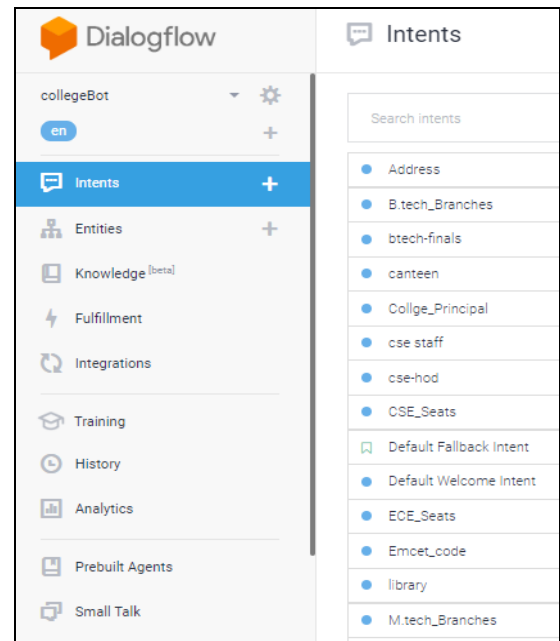 Dialogflow
collegeBot
en
Intents
Entities
Knowledge [beta]
Fulfillment
Integrations
Training
History
Analytics
Prebuilt Agents
Small Talk
Intents
Search intents
Address
B.tech_Branches
btech-finals
canteen
Collge_Principal
cse staff
cse-hod
CSE_Seats
Default Fallback Intent
Default Welcome Intent
ECE_Seats
Emcet_code
library
M.tech_Branches